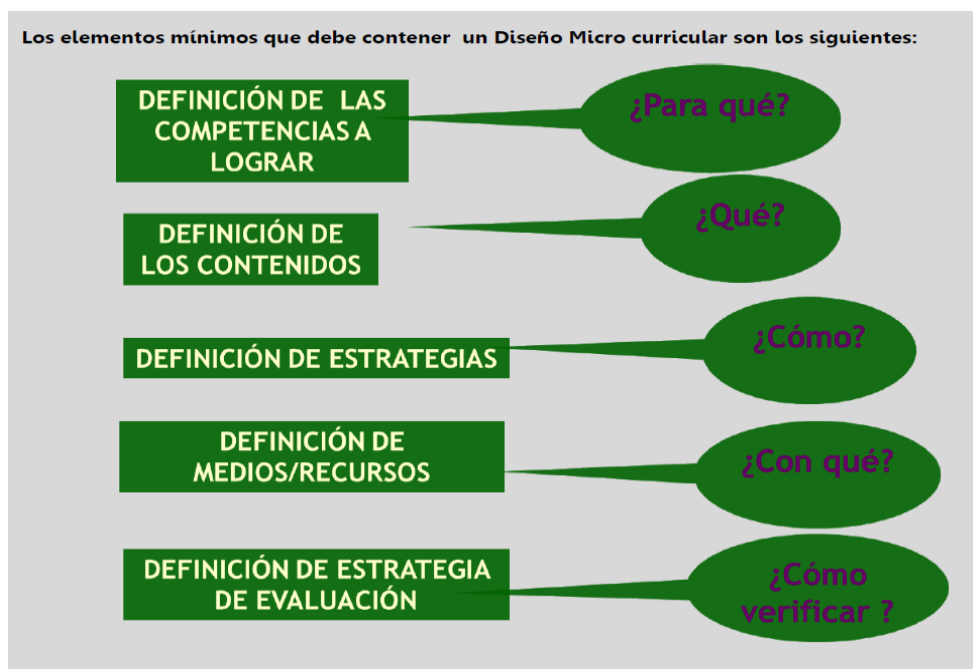 Los elementos mínimos que debe contener un Diseño Micro curricular son los siguientes:
DEFINICIÓN DE LAS
COMPETENCIAS A
LOGRAR
¿Para qué?
DEFINICIÓN DE
LOS CONTENIDOS
¿Qué?
DEFINICIÓN DE ESTRATEGIAS
¿Cómo?
DEFINICIÓN DE
MEDIOS/RECURSOS
¿Con qué?
DEFINICIÓN DE ESTRATEGIA
DE EVALUACIÓN
¿Cómo
verificar ?